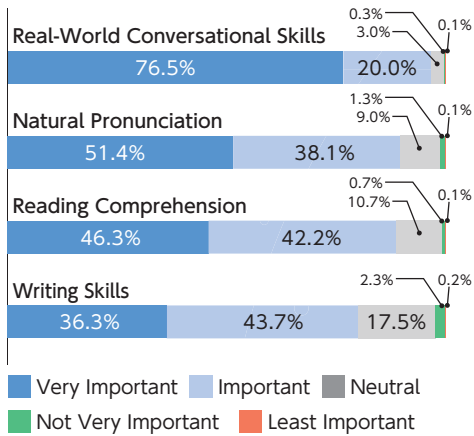 0.3% 0.1%
Real-World Conversational Skills 3.0%
76.5% 20.0%
1.3% 0.1%
Natural Pronunciation 9.0%
51.4% 38.1%
0.7% 0.1%
Reading Comprehension 10.7%
46.3% 42.2%
Writing Skills 2.3% 0.2%
36.3% 43.7% 17.5%
Very Important Important Neutral
Not Very Important Least Important